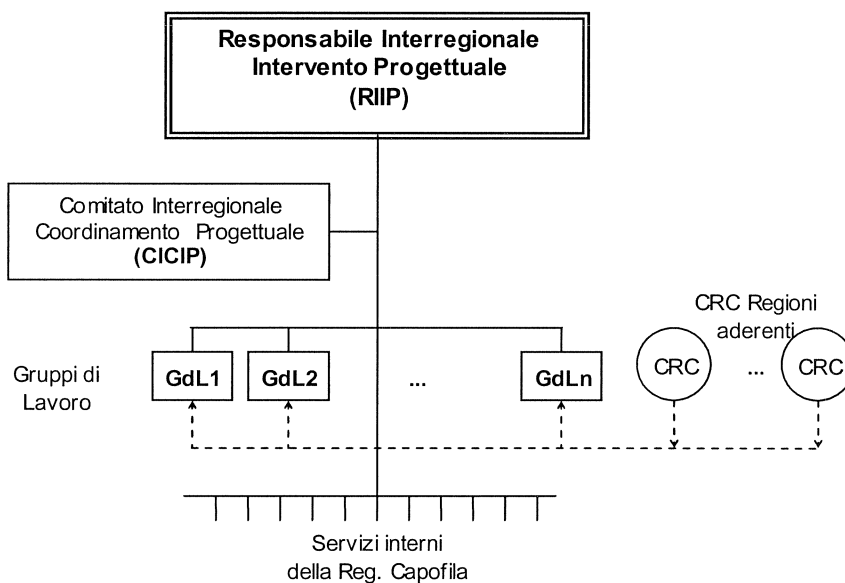 Responsabile Interregionale
Intervento Progettuale
(RIIP)
Comitato Interregionale
Coordinamento Progettuale
(CICIP)
CRC Regioni
aderenti
Gruppi di
Lavoro
GdL1
GdL2
...
GdLn
CRC
...
CRC
Servizi interni
della Reg. Capofila